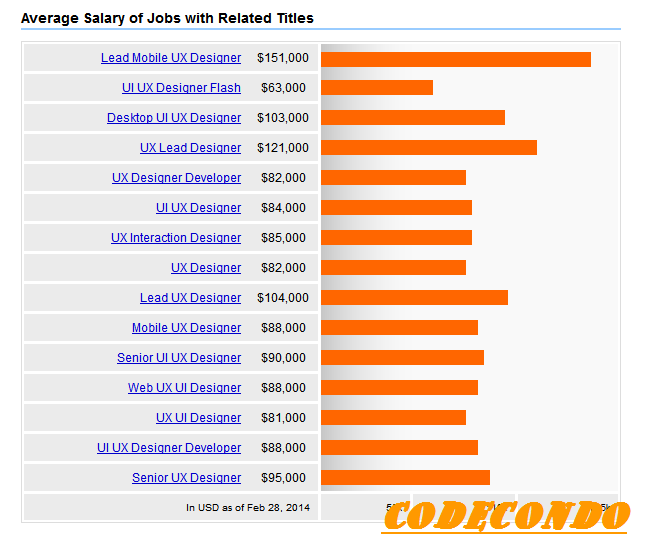 Average Salary of Jobs with Related Titles
Lead Mobile UX Designer $151,000
UI UX Designer Flash $63,000
Desktop UI UX Designer $103,000
UX Lead Designer $121,000
UX Designer Developer $82,000
UI UX Designer $84,000
UX Interaction Designer $85,000
UX Designer $82,000
Lead UX Designer $104,000
Mobile UX Designer $88,000
Senior UI UX Designer $90,000
Web UX UI Designer $88,000
UX UI Designer $81,000
UI UX Designer Developer $88,000
Senior UX Designer $95,000
In USD as of Feb 28, 2014
CODECONDO